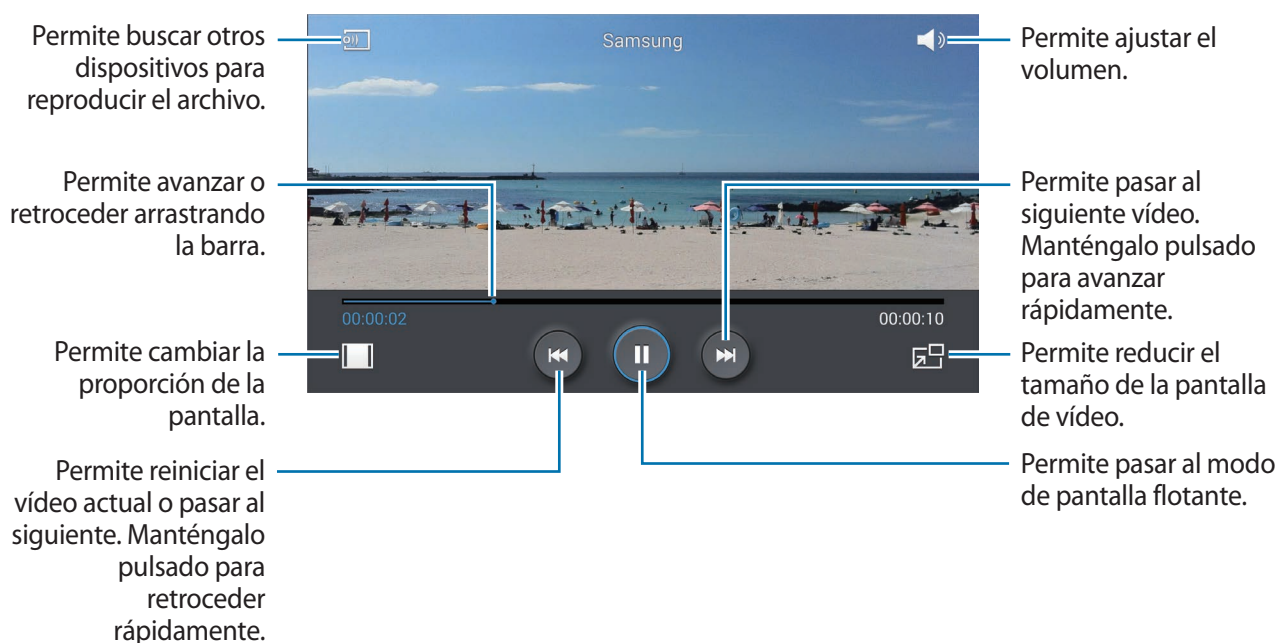 Permite buscar otros
dispositivos para
reproducir el archivo.
Permite avanzar o
retroceder arrastrando
la barra.
Permite cambiar la
proporción de la
pantalla.
Permite reiniciar el
vídeo actual o pasar al
siguiente. Manténgalo
pulsado para
retroceder
rápidamente.
Samsung
00:00:02
00:00:10
Permite ajustar el
volumen.
Permite pasar al
siguiente vídeo.
Manténgalo pulsado
para avanzar
rápidamente.
Permite reducir el
tamaño de la pantalla
de vídeo.
Permite pasar al modo
de pantalla flotante.